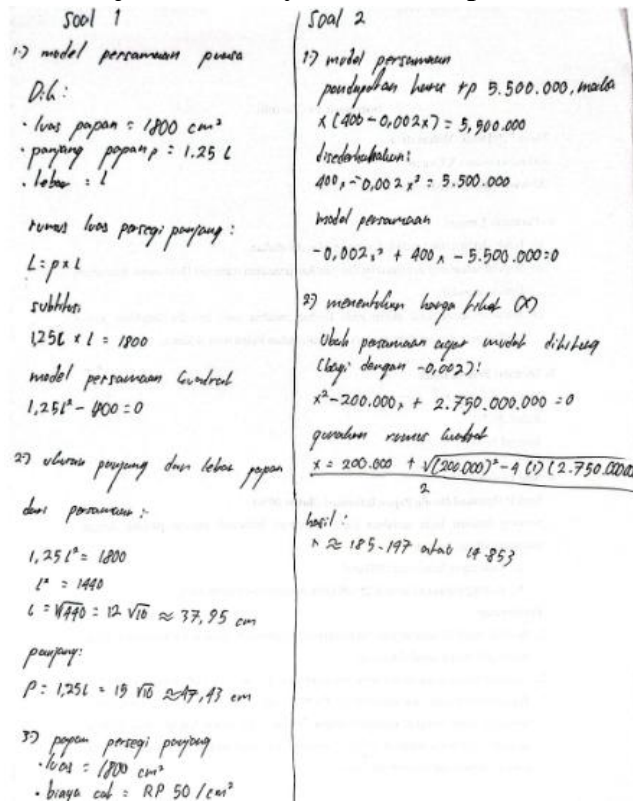 Soal 1
1.) model persamaan
Dik:
• luas papan = 1800 cm²
• panjang papan p = 1.25 l
• lebar = l
rumus luas persegi panjang :
L = p x l
subtitusi
1,25l x l = 1800
model persamaan kuadrat
1,25l² - 800 = 0
2.) ukuran panjang dan lebar papan
dari persamaan :
1,25 l² = 1800
l² = 1440
l = √1440 = 12 √10 ≈ 37,95 cm
panjang:
P = 1,25l = 15 √10 ≈ 47,43 cm
3.) papan persegi panjang
• luas = 1800 cm²
• biaya cat = RP 50 / cm²
Soal 2
1.) model persamaan
pendapatan harus rp 5.500.000, maka
x (400 - 0,002x) = 5,500.000
disederhanakan:
400x - 0,002 x² = 5.500.000
model persamaan
-0,002x² + 400x - 5.500.000 = 0
2.) menentukan harga tiket (x)
Ubah persamaan agar mudah dihitung
(bagi dengan -0,002):
x² - 200.000x + 2.750.000.000 = 0
gunakan rumus kuadrat
x = 200.000 + √(200.000)² - 4 (1) (2.750.000.000
2
hasil :
x ≈ 185.147 atau 14.853